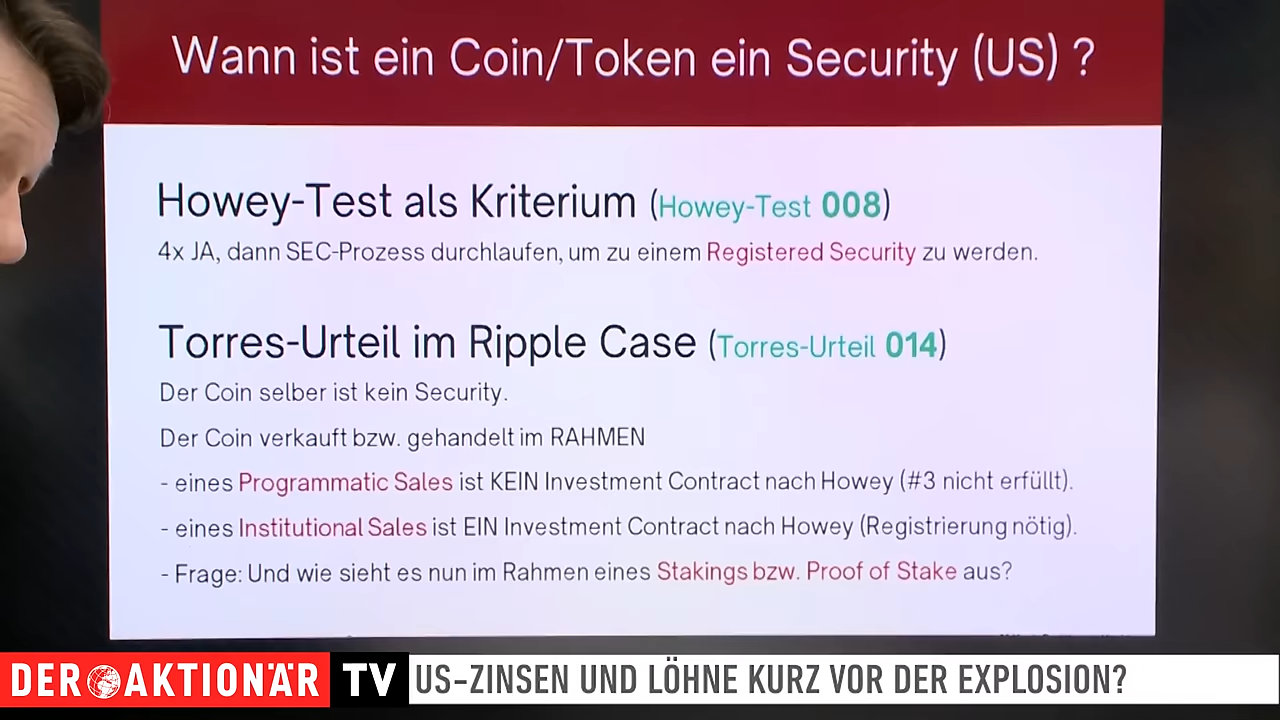 Wann ist ein Coin/Token ein Security (US) ?
Howey-Test als Kriterium (Howey-Test 008)
4x JA, dann SEC-Prozess durchlaufen, um zu einem Registered Security zu werden.
Torres-Urteil im Ripple Case (Torres-Urteil 014)
Der Coin selber ist kein Security.
Der Coin verkauft bzw. gehandelt im RAHMEN
- eines Programmatic Sales ist KEIN Investment Contract nach Howey (#3 nicht erfüllt).
- eines Institutional Sales ist EIN Investment Contract nach Howey (Registrierung nötig).
- Frage: Und wie sieht es nun im Rahmen eines Stakings bzw. Proof of Stake aus?
DER AKTIONÄR TV US-ZINSEN UND LÖHNE KURZ VOR DER EXPLOSION?